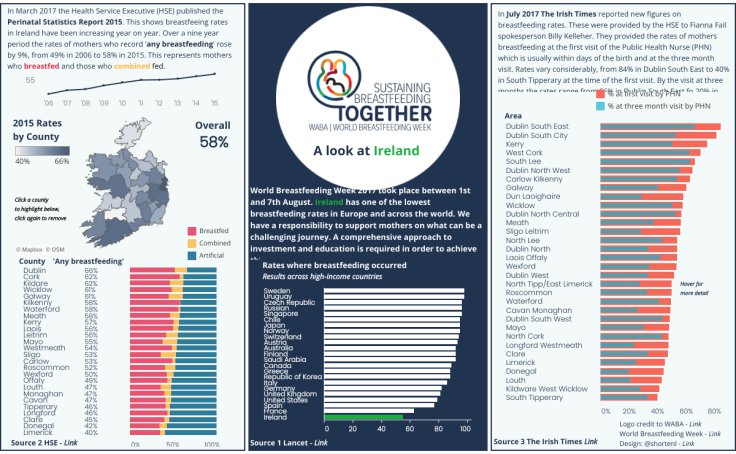 In March 2017 the Health Service Executive (HSE) published the
Perinatal Statistics Report 2015. This shows breastfeeing rates
in Ireland have been increasing year on year. Over a nine year
period the rates of mothers who record 'any breastfeeding' rose
by 9%, from 49% in 2006 to 58% in 2015. This represents mothers
who breastfed and those who combined fed.
55
06 07 08 09 10 11 12 13 14 15
2015 Rates
by County
40% 66%
Overall
58%
Click a county
to highlight below,
click again to remove
© Mapbox © OSM
Breastfed
Combined
Artificial
County 'Any breastfeeding'
Dublin 66%
Cork 62%
Kildare 62%
Wicklow 61%
Galway 61%
Kilkenny 58%
Waterford 58%
Meath 58%
Kerry 57%
Laois 56%
Leitrim 56%
Mayo 55%
Westmeath 54%
Sligo 53%
Carlow 53%
Roscommon 52%
Wexford 50%
Offaly 49%
Louth 47%
Monaghan 47%
Cavan 47%
Tipperary 46%
Longford 46%
Clare 45%
Donegal 42%
Limerick 40%
0% 50% 100%
Source 2 HSE - Link
SUSTAINING
BREASTFEEDING
TOGETHER
WABA | WORLD BREASTFEEDING WEEK
A look at Ireland
World Breastfeeding Week 2017 took place between 1st
and 7th August. Ireland has one of the lowest
breastfeeding rates in Europe and across the world. We
have a responsibility to support mothers on what can be a
challenging journey. A comprehensive approach to
investment and education is required in order to achieve
Rates where breastfeeding occurred
Results across high-income countries
Sweden
Uruguay
Czech Republic
Russian
Singapore
Chile
Japan
Norway
Switzerland
Austria
Australia
Finland
Saudi Arabia
Canada
Greece
Republic of Korea
Italy
Germany
United Kingdom
United States
Spain
France
Ireland
0 20 40 60 80 100
Source 1 Lancet - Link
In July 2017 The Irish Times reported new figures on
breastfeeding rates. These were provided by the HSE to Fianna Fail
spokesperson Billy Kelleher. They provided the rates of mothers
breastfeeding at the first visit of the Public Health Nurse (PHN)
which is usually within days of the birth and at the three month
visit. Rates vary considerably, from 84% in Dublin South East to 40%
in South Tipperary at the time of the first visit. By the visit at three
months the rates range from 66% in Dublin South East to 20% in
% at first visit by PHN
% at three month visit by PHN
Area
Dublin South East
Dublin South City
Kerry
West Cork
South Lee
Dublin North West
Carlow Kilkenny
Galway
Dun Laoighaire
Wicklow
Dublin North Central
Meath
Sligo Leitrim
North Lee
Dublin North
Laois Offaly
Wexford
Dublin West
North Tipp/East Limerick
Roscommon
Waterford
Cavan Monaghan
Dublin South West
Mayo
North Cork
Longford Westmeath
Clare
Limerick
Donegal
Louth
Kildware West Wicklow
South Tipperary
Hover for
more detail
0% 20% 40% 60% 80%
Logo credit to WABA - Link
World Breastfeeding Week - Link
Design: @shortenl - Link
Source 3 The Irish Times Link